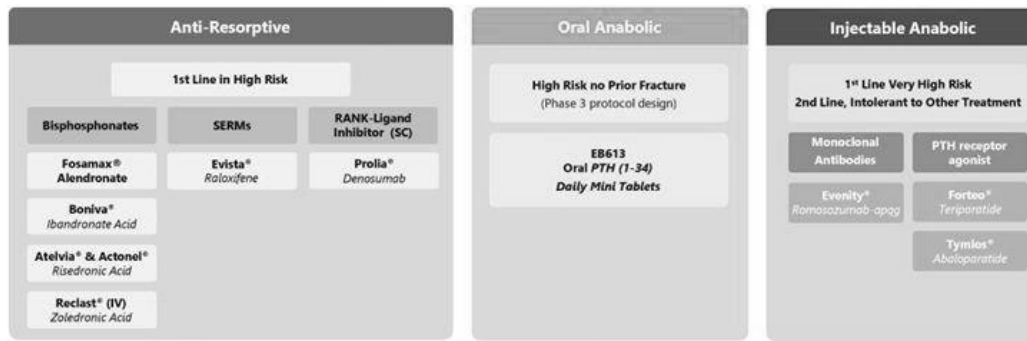 Anti-Resorptive
1st Line in High Risk
Bisphosphonates
SERMs
RANK-Ligand
Inhibitor (SC)
Fosamax®
Alendronate
Evista®
Raloxifene
Prolia®
Denosumab
Boniva®
Ibandronate Acid
Atelvia® & Actonel®
Risedronic Acid
Reclast® (IV)
Zoledronic Acid
Oral Anabolic
High Risk no Prior Fracture
(Phase 3 protocol design)
EB613
Oral PTH (1-34)
Daily Mini Tablets
Injectable Anabolic
1st Line Very High Risk
2nd Line, Intolerant to Other Treatment
Monoclonal
Antibodies
PTH receptor
agonist
Evenity®
Romosozumab-apqg
Forteo®
Teriparatide
Tymlos®
Abaloparatide